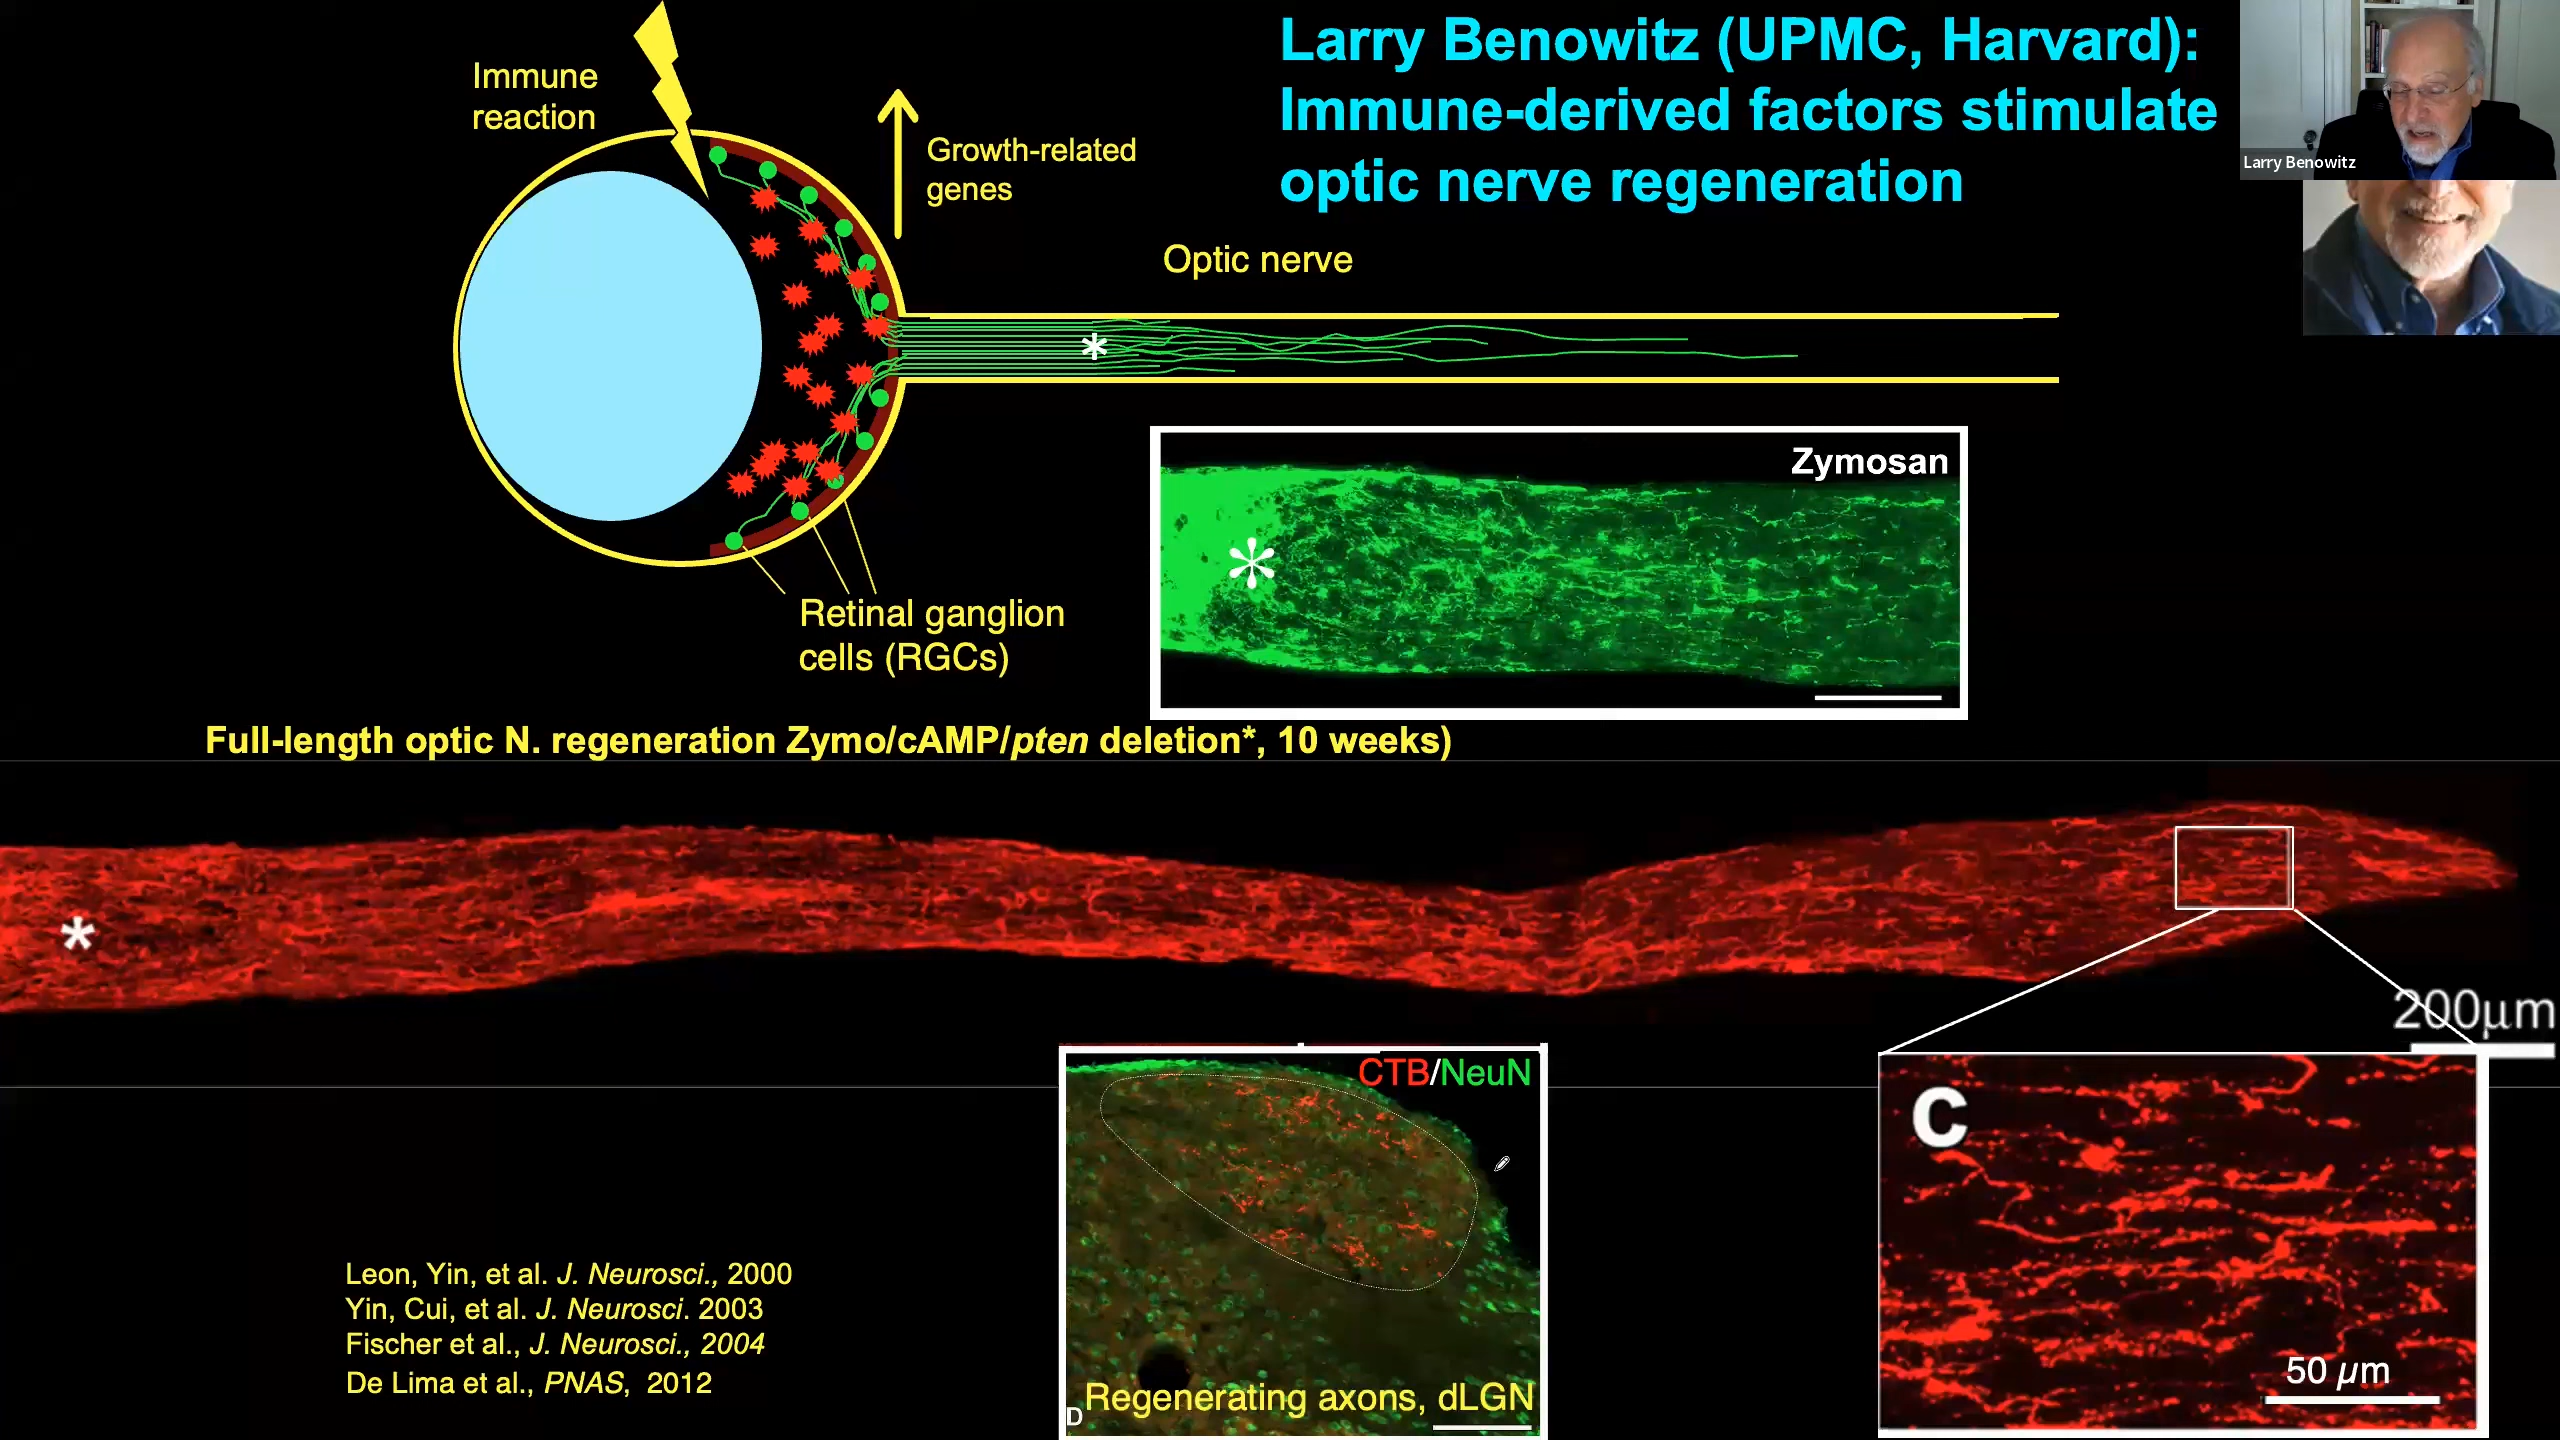 Larry Benowitz (UPMC, Harvard):
Immune-derived factors stimulate
optic nerve regeneration
Larry Benowitz
Immune
reaction
Growth-related
genes
Optic nerve
*
Zymosan
*
Retinal ganglion
cells (RGCs)
Full-length optic N. regeneration Zymo/cAMP/pten deletion*, 10 weeks)
*
200µm
CTB/NeuN
C
50 µm
Leon, Yin, et al. J. Neurosci., 2000
Yin, Cui, et al. J. Neurosci. 2003
Fischer et al., J. Neurosci., 2004
De Lima et al., PNAS, 2012
Regenerating axons, dLGN
D